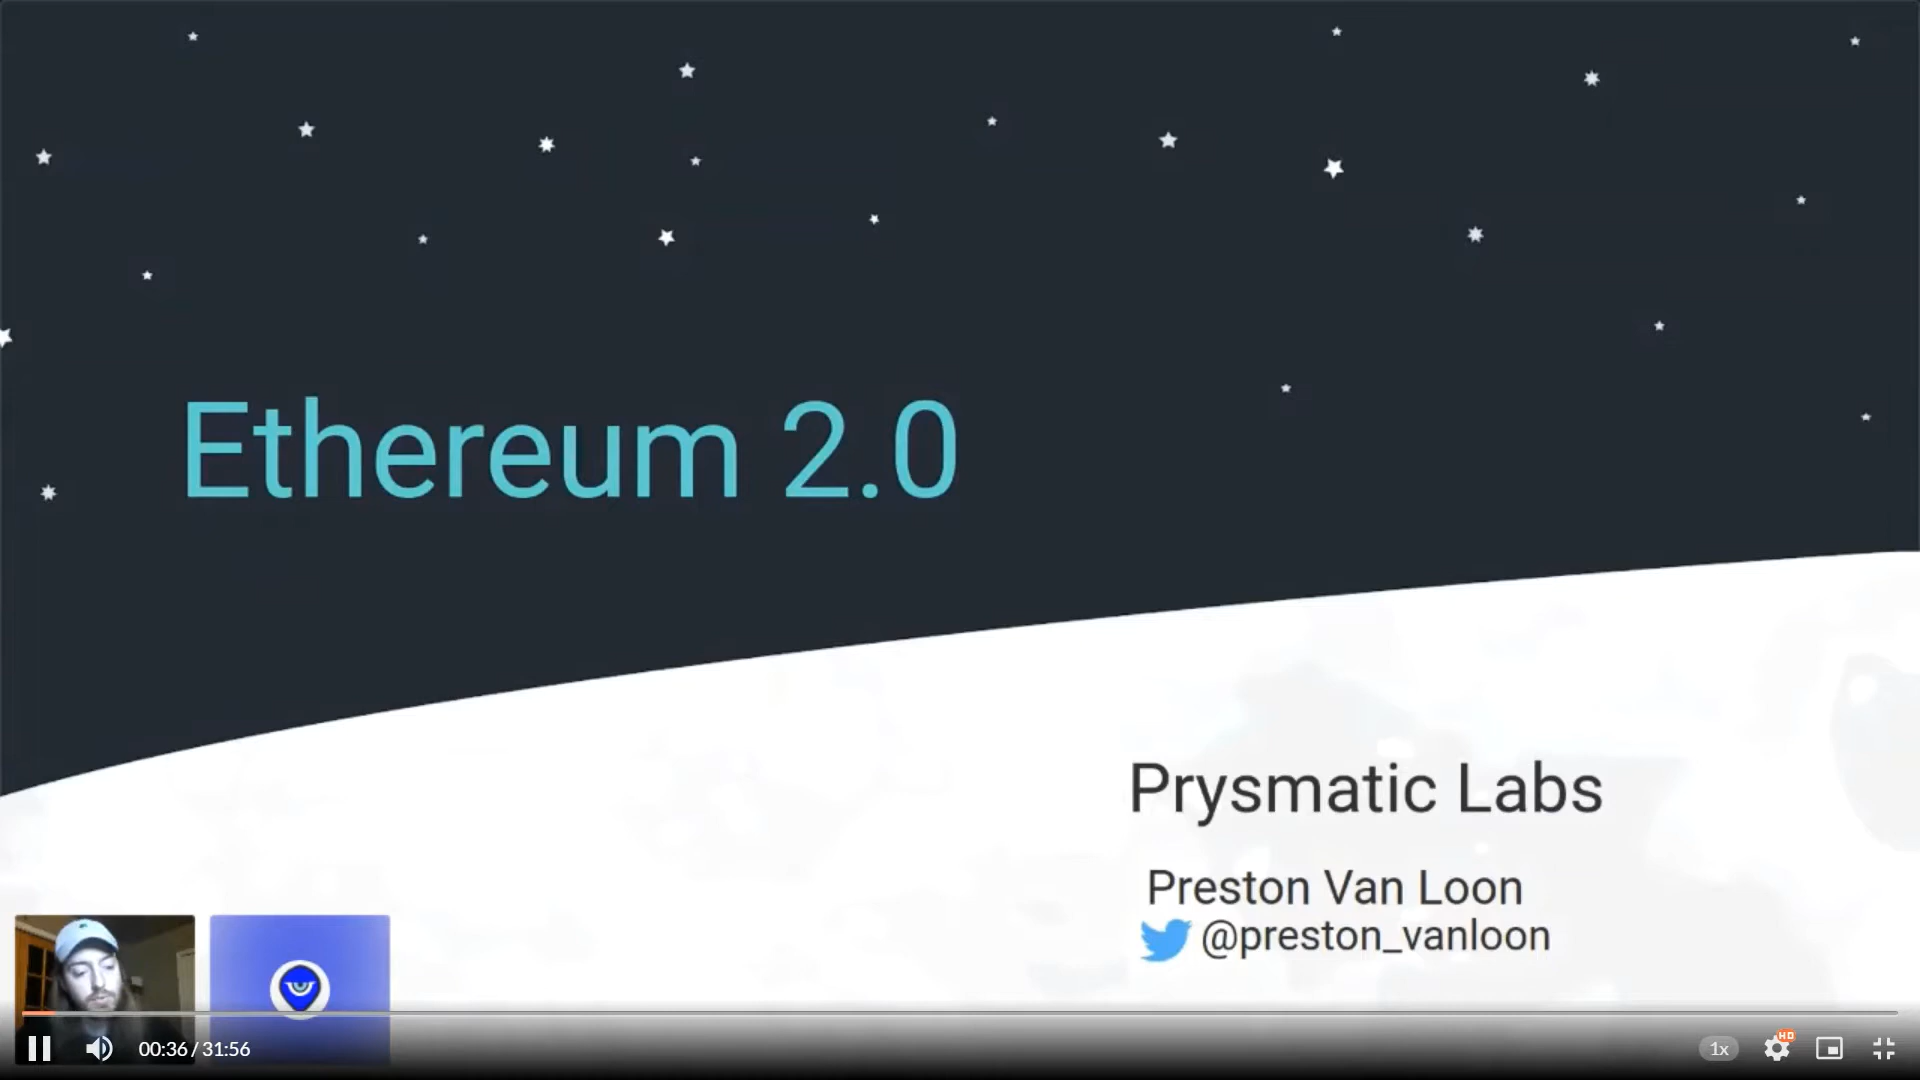 Ethereum 2.0
Prysmatic Labs
Preston Van Loon
@preston_vanloon
00:36 / 31:56
1x
HD